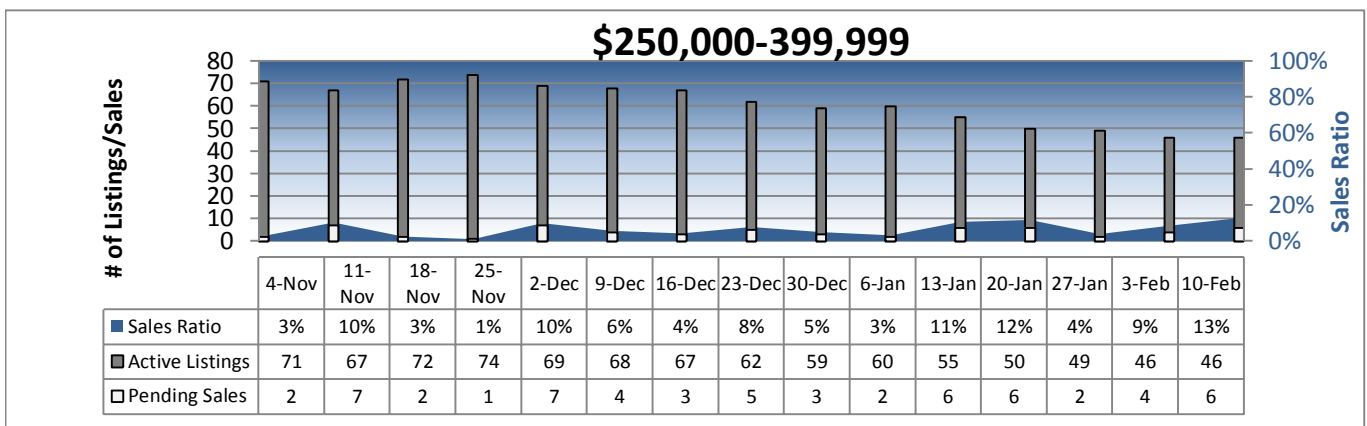 $250,000-399,999
# of Listings/Sales
80
70
60
50
40
30
20
10
0
100%
80%
60%
40%
20%
0%
Sales Ratio
4-Nov 11-Nov 18-Nov 25-Nov 2-Dec 9-Dec 16-Dec 23-Dec 30-Dec 6-Jan 13-Jan 20-Jan 27-Jan 3-Feb 10-Feb
Sales Ratio 3% 10% 3% 1% 10% 6% 4% 8% 5% 3% 11% 12% 4% 9% 13%
Active Listings 71 67 72 74 69 68 67 62 59 60 55 50 49 46 46
Pending Sales 2 7 2 1 7 4 3 5 3 2 6 6 2 4 6